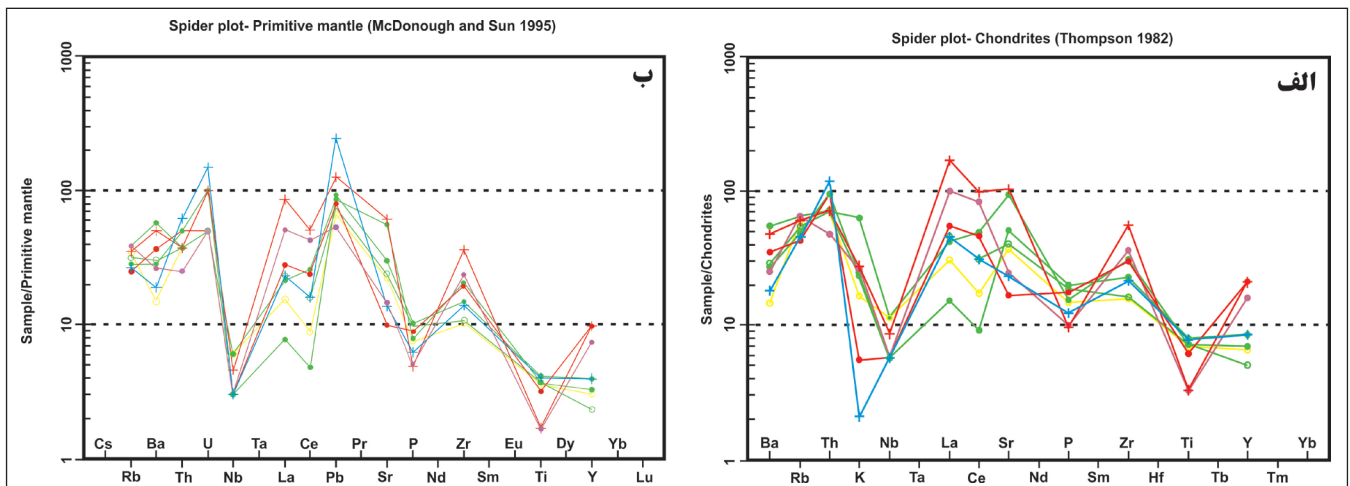 Spider plot- Primitive mantle (McDonough and Sun 1995)
ب
Sample/Primitive mantle
1000
100
10
1
Cs Ba U Ta Ce Pr P Zr Eu Dy Yb
Rb Th Nb La Pb Sr Nd Sm Ti Y Lu
Spider plot- Chondrites (Thompson 1982)
الف
Sample/Chondrites
1000
100
10
1
Ba Th Nb La Sr P Zr Ti Y Yb
Rb K Ta Ce Nd Sm Hf Tb Tm